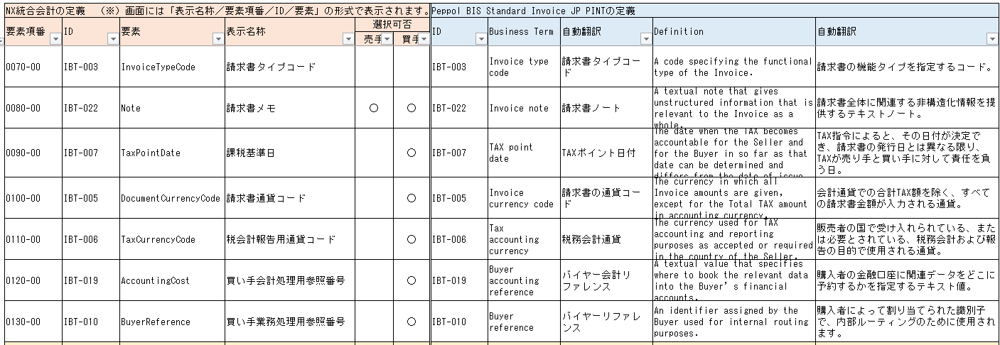 NX統合会計の定義 (※)画面には「表示名称／要素項番／ID／要素」の形式で表示されます。 Peppol BIS Standard Invoice JP PINTの定義
要素項番 ID 要素 表示名称 選択可否 ID Business Term 自動翻訳 Definition 自動翻訳
売手 買手
0070-00 IBT-003 InvoiceTypeCode 請求書タイプコード IBT-003
Invoice type
code
請求書タイプコー
ド
A code specifying the functional
type of the Invoice.
請求書の機能タイプを指定するコード。
0080-00 IBT-022 Note 請求書メモ ○ ○ IBT-022 Invoice note 請求書ノート
A textual note that gives
unstructured information that is
relevant to the Invoice as a
whole.
請求書全体に関連する非構造化情報を提
供するテキストノート。
0090-00 IBT-007 TaxPointDate 課税基準日 ○ IBT-007
TAX point
date
TAXポイント日付
The date when the TAX becomes
accountable for the Seller and
for the Buyer in so far as that
date can be determined and
differs from the date of issue
TAX指令によると、その日付が決定で
き、請求書の発行日とは異なる限り、
TAXが売り手と買い手に対して責任を負
う日。
0100-00 IBT-005 DocumentCurrencyCode 請求書通貨コード ○ IBT-005
Invoice
currency code
請求書の通貨コー
ド
The currency in which all
Invoice amounts are given,
except for the Total TAX amount
in accounting currency.
会計通貨での合計TAX額を除く、すべて
の請求書金額が入力される通貨。
0110-00 IBT-006 TaxCurrencyCode 税会計報告用通貨コード ○ IBT-006
Tax
accounting
currency
税務会計通貨
The currency used for TAX
accounting and reporting
purposes as accepted or required
in the country of the Seller.
販売者の国で受け入れられている、また
は必要とされている、税務会計および報
告の目的で使用される通貨。
0120-00 IBT-019 AccountingCost 買い手会計処理用参照番号 ○ IBT-019
Buyer
accounting
reference
バイヤー会計リ
ファレンス
A textual value that specifies
where to book the relevant data
into the Buyer’s financial
accounts.
購入者の金融口座に関連データをどこに
予約するかを指定するテキスト値。
0130-00 IBT-010 BuyerReference 買い手業務処理用参照番号 ○ IBT-010
Buyer
reference
バイヤーリファレ
ンス
An identifier assigned by the
Buyer used for internal routing
purposes.
購入者によって割り当てられた識別子
で、内部ルーティングのために使用され
ます。